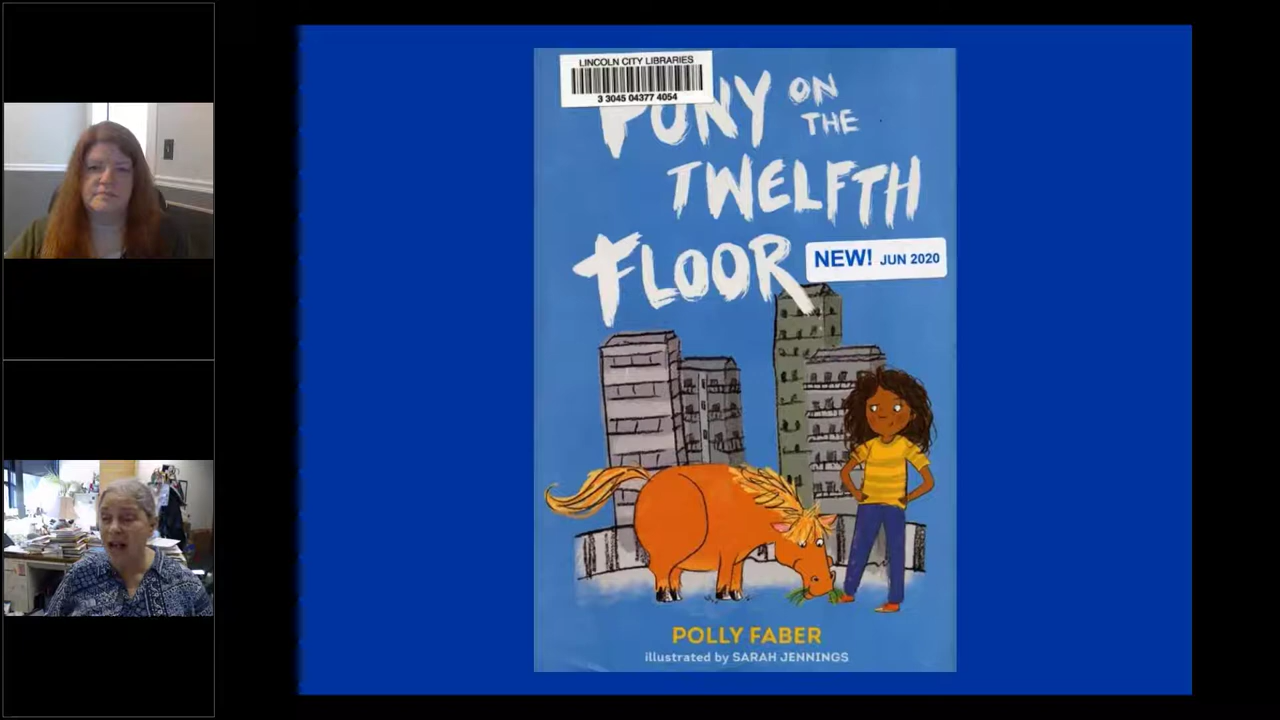 LINCOLN CITY LIBRARIES
3 3045 04377 4054
PONY ON
THE
TWELFTH
FLOOR
NEW! JUN 2020
POLLY FABER
illustrated by SARAH JENNINGS